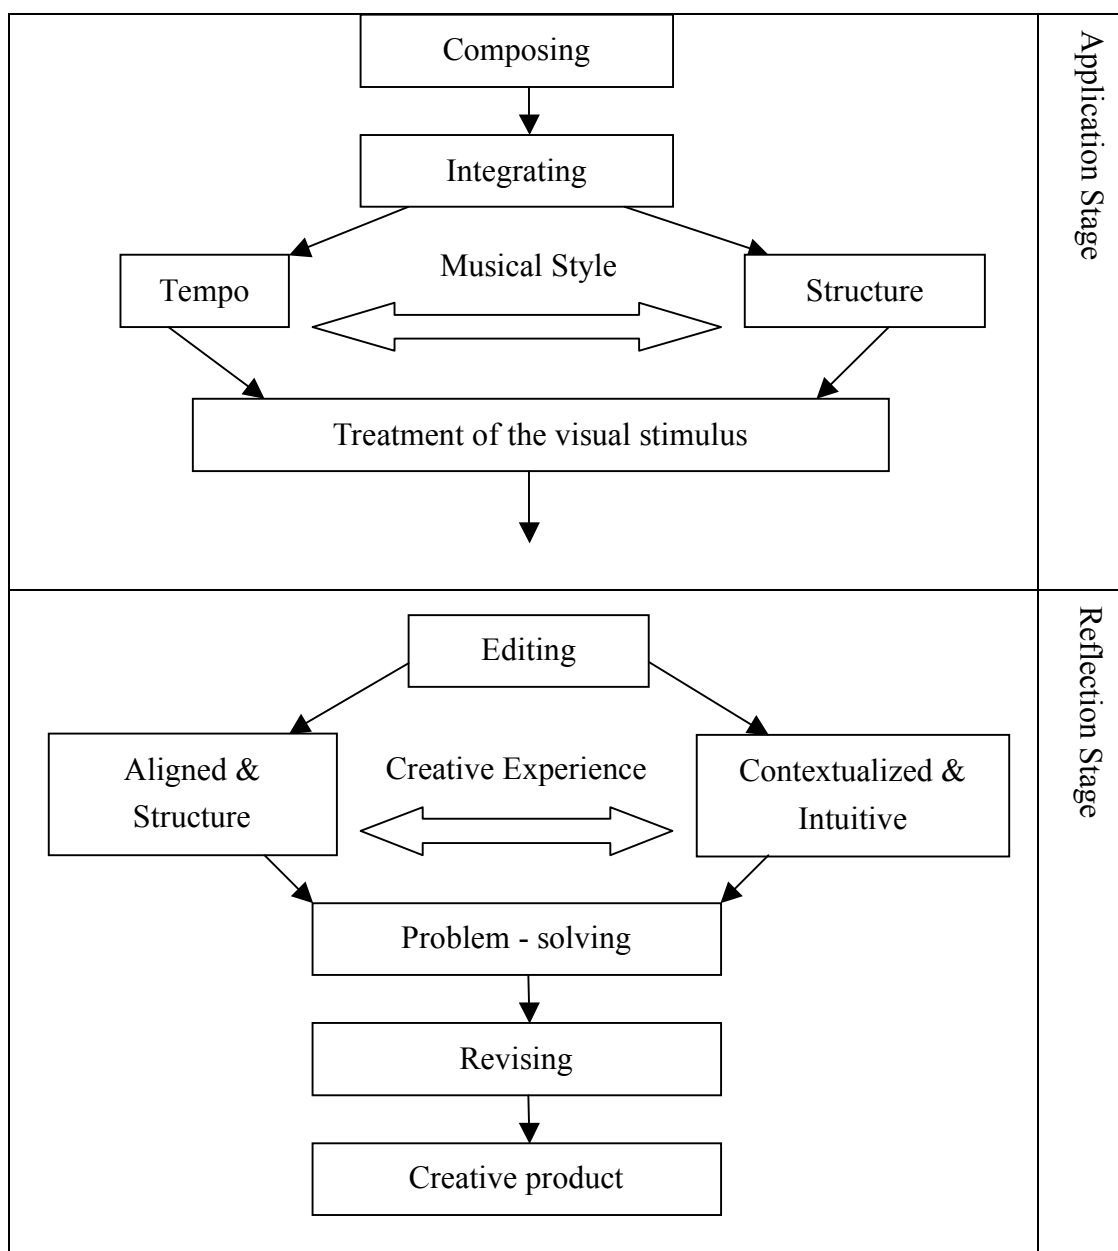 Composing
Application Stage
Integrating
Musical Style
Tempo
Structure
Treatment of the visual stimulus
Reflection Stage
Editing
Aligned &
Structure
Creative Experience
Contextualized &
Intuitive
Problem - solving
Revising
Creative product